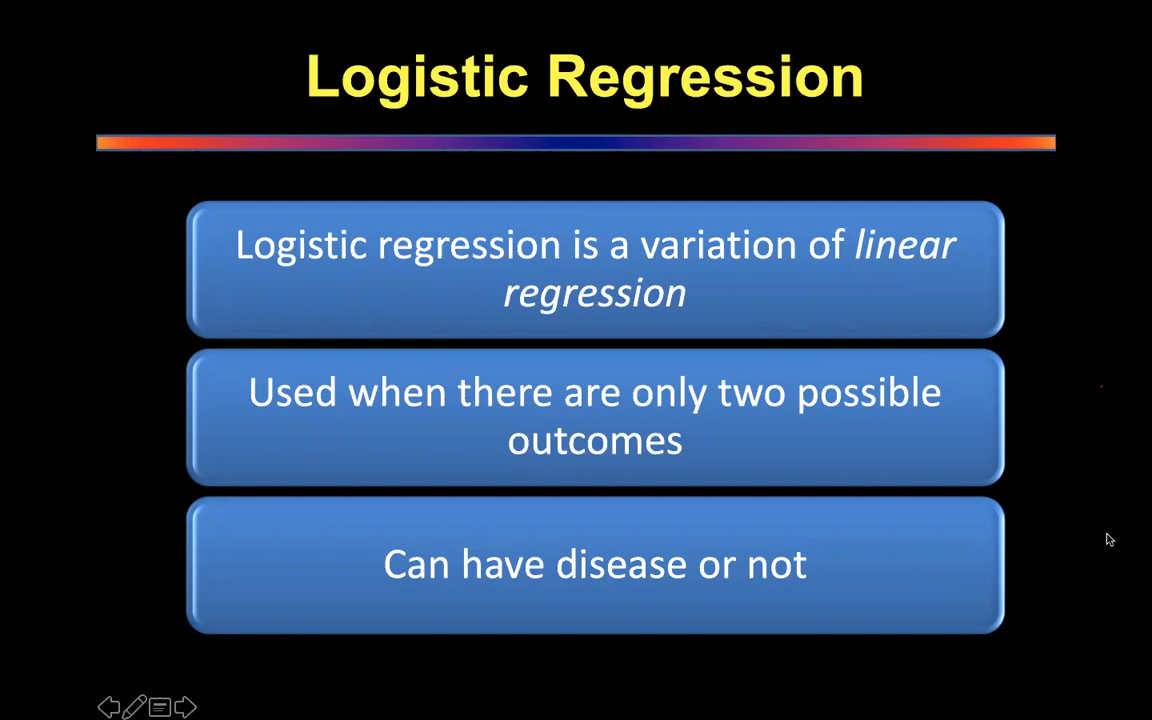 Logistic Regression
Logistic regression is a variation of linear
regression
Used when there are only two possible
outcomes
Can have disease or not